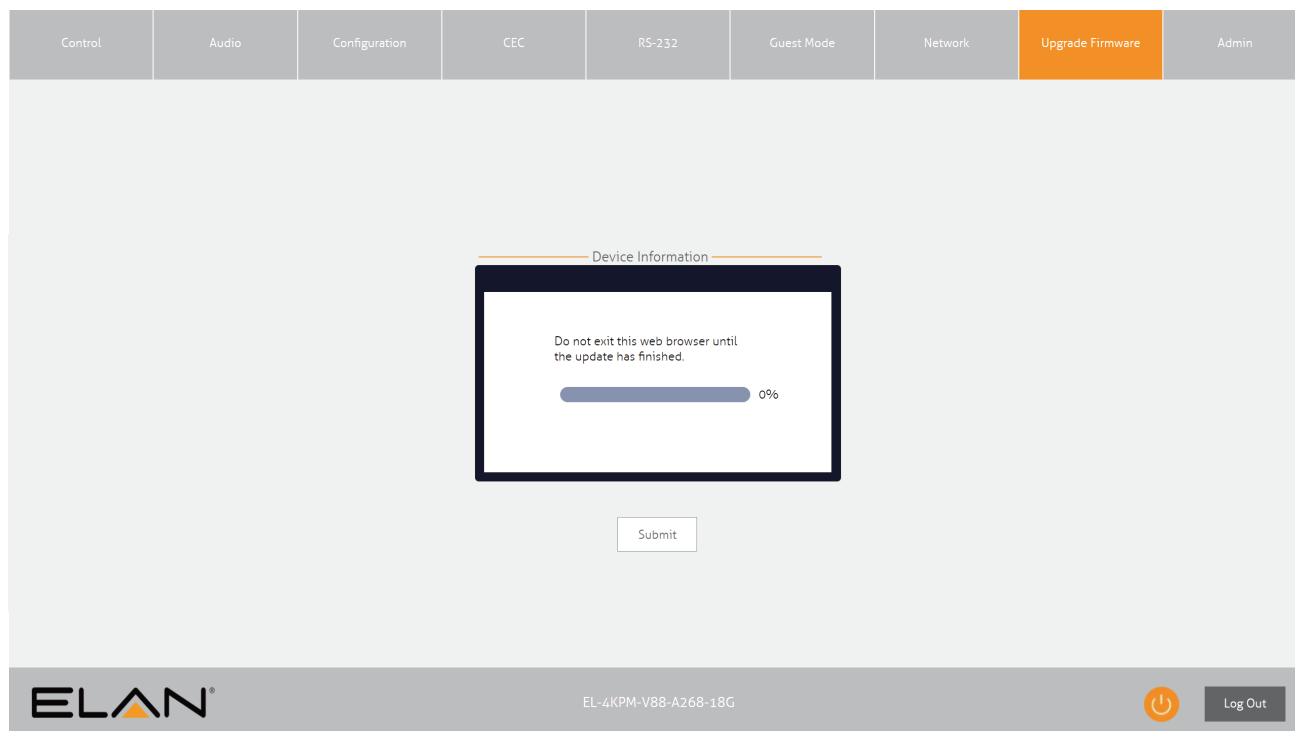 Control Audio Configuration CEC RS-232 Guest Mode Network Upgrade Firmware Admin
Device Information
Do not exit this web browser until
the update has finished.
0%
Submit
ELAN®
EL-4KPM-V88-A268-18G
Log Out